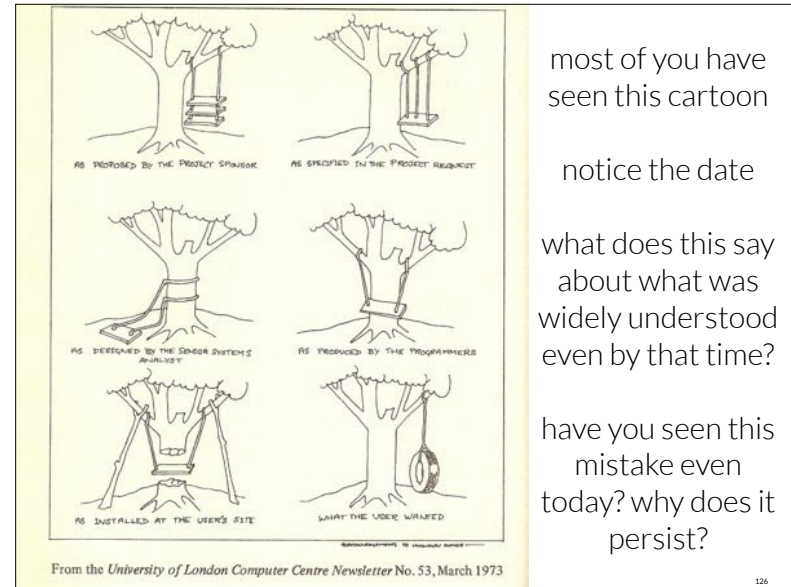 AS PROPOSED BY THE PROJECT SPONSOR
AS SPECIFIED IN THE PROJECT REQUEST
AS DESIGNED BY THE SENIOR SYSTEMS
ANALYST
AS PRODUCED BY THE PROGRAMMERS
AS INSTALLED AT THE USER'S SITE
WHAT THE USER WANTED
ACKNOWLEDGEMENTS TO UNKNOWN AUTHOR
From the University of London Computer Centre Newsletter No. 53, March 1973
most of you have
seen this cartoon
notice the date
what does this say
about what was
widely understood
even by that time?
have you seen this
mistake even
today? why does it
persist?
126